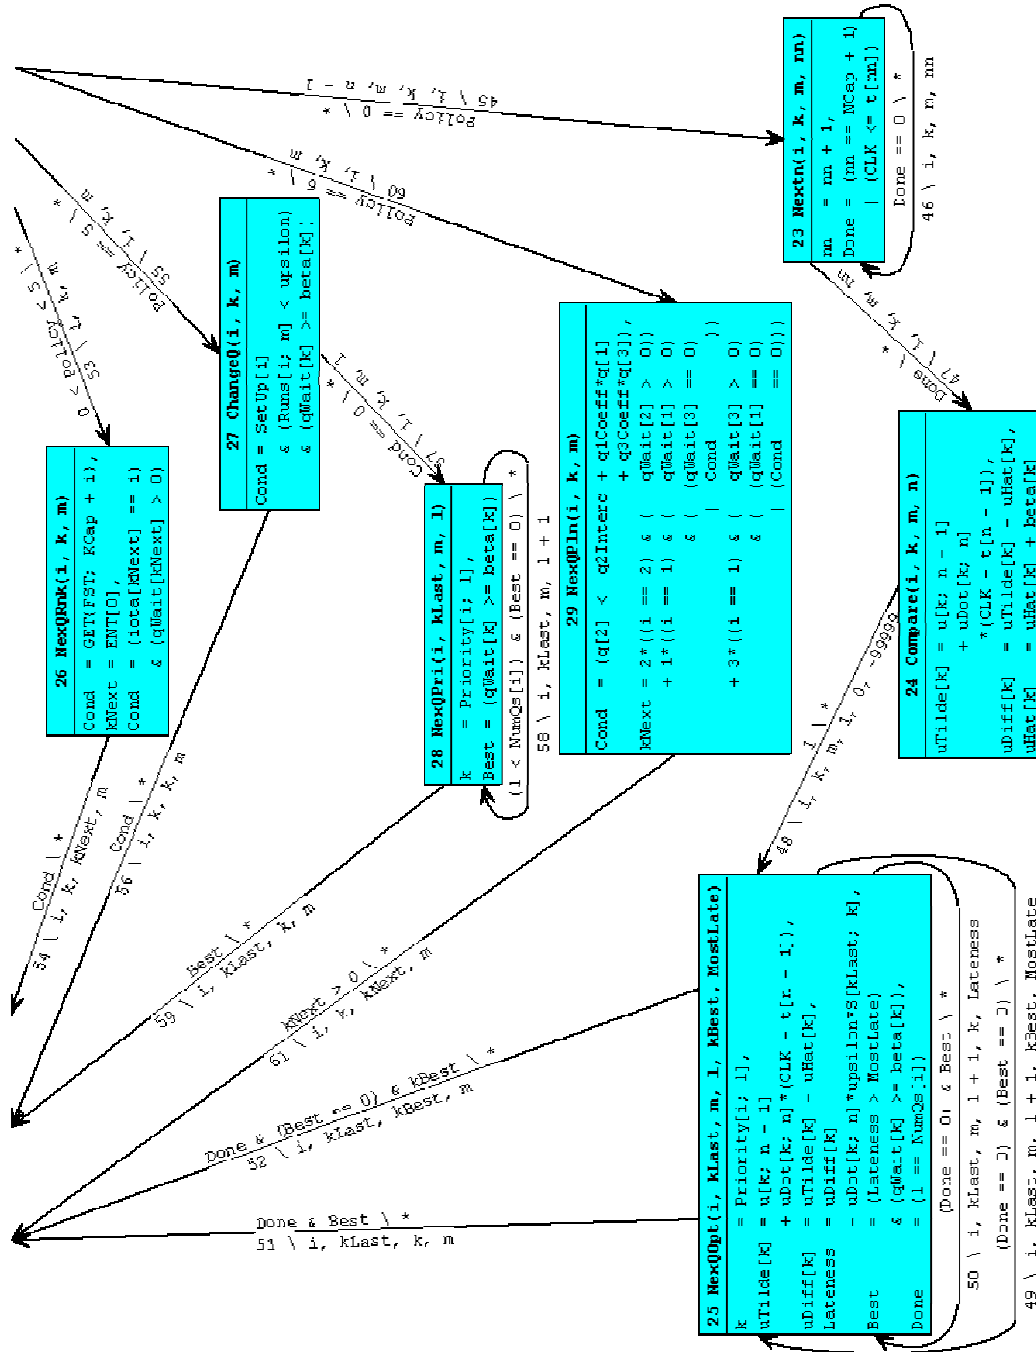 45 \ i, k, m, n - 1
Policy == 0 \ *
60 \ i, k, m
Policy == 6 \ *
55 \ i, k, m
Policy == 5 \ *
0 < Policy < 5 \ *
53 \ i, k, m
23 Nextn(i, k, m, nn)
nn = nn + 1,
Done = (nn == NCap + 1)
| (CLK <= t[nn])
Done == 0 \ *
46 \ i, k, m, nn
Done \ *
47 \ i, k, m, nn
27 ChangeQ(i, k, m)
Cond = SetUp[i]
& (Runs[i; m] < upsilon)
& (qWait[k] >= beta[k])
Cond == 0 \ *
57 \ i, k, m, 1
26 NexQRnk(i, k, m)
Cond = GET(FST; KCap + i),
kNext = ENT[0],
Cond = (iota[kNext] == i)
& (qWait[kNext] > 0)
28 NexQPri(i, kLast, m, l)
k = Priority[i; l],
Best = (qWait[k] >= beta[k])
(l < NumQs[i]) & (Best == 0) \ *
58 \ i, kLast, m, l + 1
29 NexQPln(i, k, m)
Cond = (q[2] < q2Interc + q1Coeff*q[1]
+ q3Coeff*q[3]),
kNext = 2*((i == 2) & ( qWait[2] > 0))
+ 1*((i == 1) & ( qWait[1] > 0)
& ( (qWait[3] == 0)
| Cond ))
+ 3*((i == 1) & ( qWait[3] > 0)
& ( (qWait[1] == 0)
| (Cond == 0)))
24 Compare(i, k, m, n)
uTilde[k] = u[k; n - 1]
+ uDot[k; n]
*(CLK - t[n - 1]),
uDiff[k] = uTilde[k] - uHat[k],
uHat[k] = uHat[k] + beta[k]
1 \ *
48 \ i, k, m, 1, 0, -99999
Cond \ *
54 \ i, k, kNext, m
Cond \ *
56 \ i, k, k, m
Best \ *
59 \ i, kLast, k, m
kNext > 0 \ *
61 \ i, k, kNext, m
Done & (Best == 0) & kBest \ *
52 \ i, kLast, kBest, m
Done & Best \ *
51 \ i, kLast, k, m
25 NexQOpt(i, kLast, m, l, kBest, MostLate)
k = Priority[i; l],
uTilde[k] = u[k; n - 1]
+ uDot[k; n]*(CLK - t[n - 1]),
uDiff[k] = uTilde[k] - uHat[k],
Lateness = uDiff[k]
- uDot[k; n]*upsilon*S[kLast; k],
Best = (Lateness > MostLate)
& (qWait[k] >= beta[k]),
Done = (l == NumQs[i])
(Done == 0) & Best \ *
50 \ i, kLast, m, l + 1, k, Lateness
(Done == 0) & (Best == 0) \ *
49 \ i, kLast, m, l + 1, kBest, MostLate